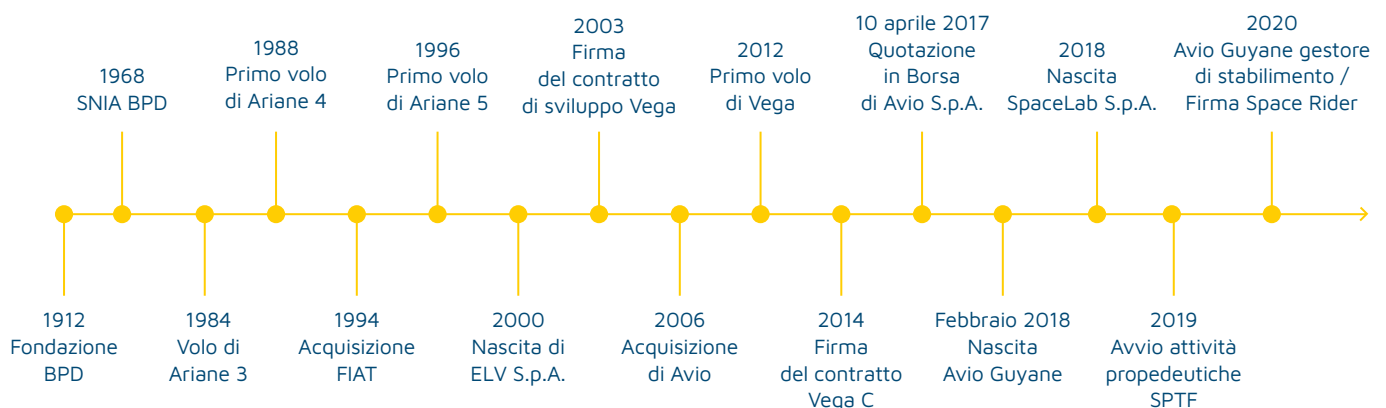 1912
Fondazione
BPD
1968
SNIA BPD
1984
Volo di
Ariane 3
1988
Primo volo
di Ariane 4
1994
Acquisizione
FIAT
1996
Primo volo
di Ariane 5
2000
Nascita di
ELV S.p.A.
2003
Firma
del contratto
di sviluppo Vega
2006
Acquisizione
di Avio
2012
Primo volo
di Vega
2014
Firma
del contratto
Vega C
10 aprile 2017
Quotazione
in Borsa
di Avio S.p.A.
Febbraio 2018
Nascita
Avio Guyane
2018
Nascita
SpaceLab S.p.A.
2019
Avvio attività
propedeutiche
SPTF
2020
Avio Guyane gestore
di stabilimento /
Firma Space Rider